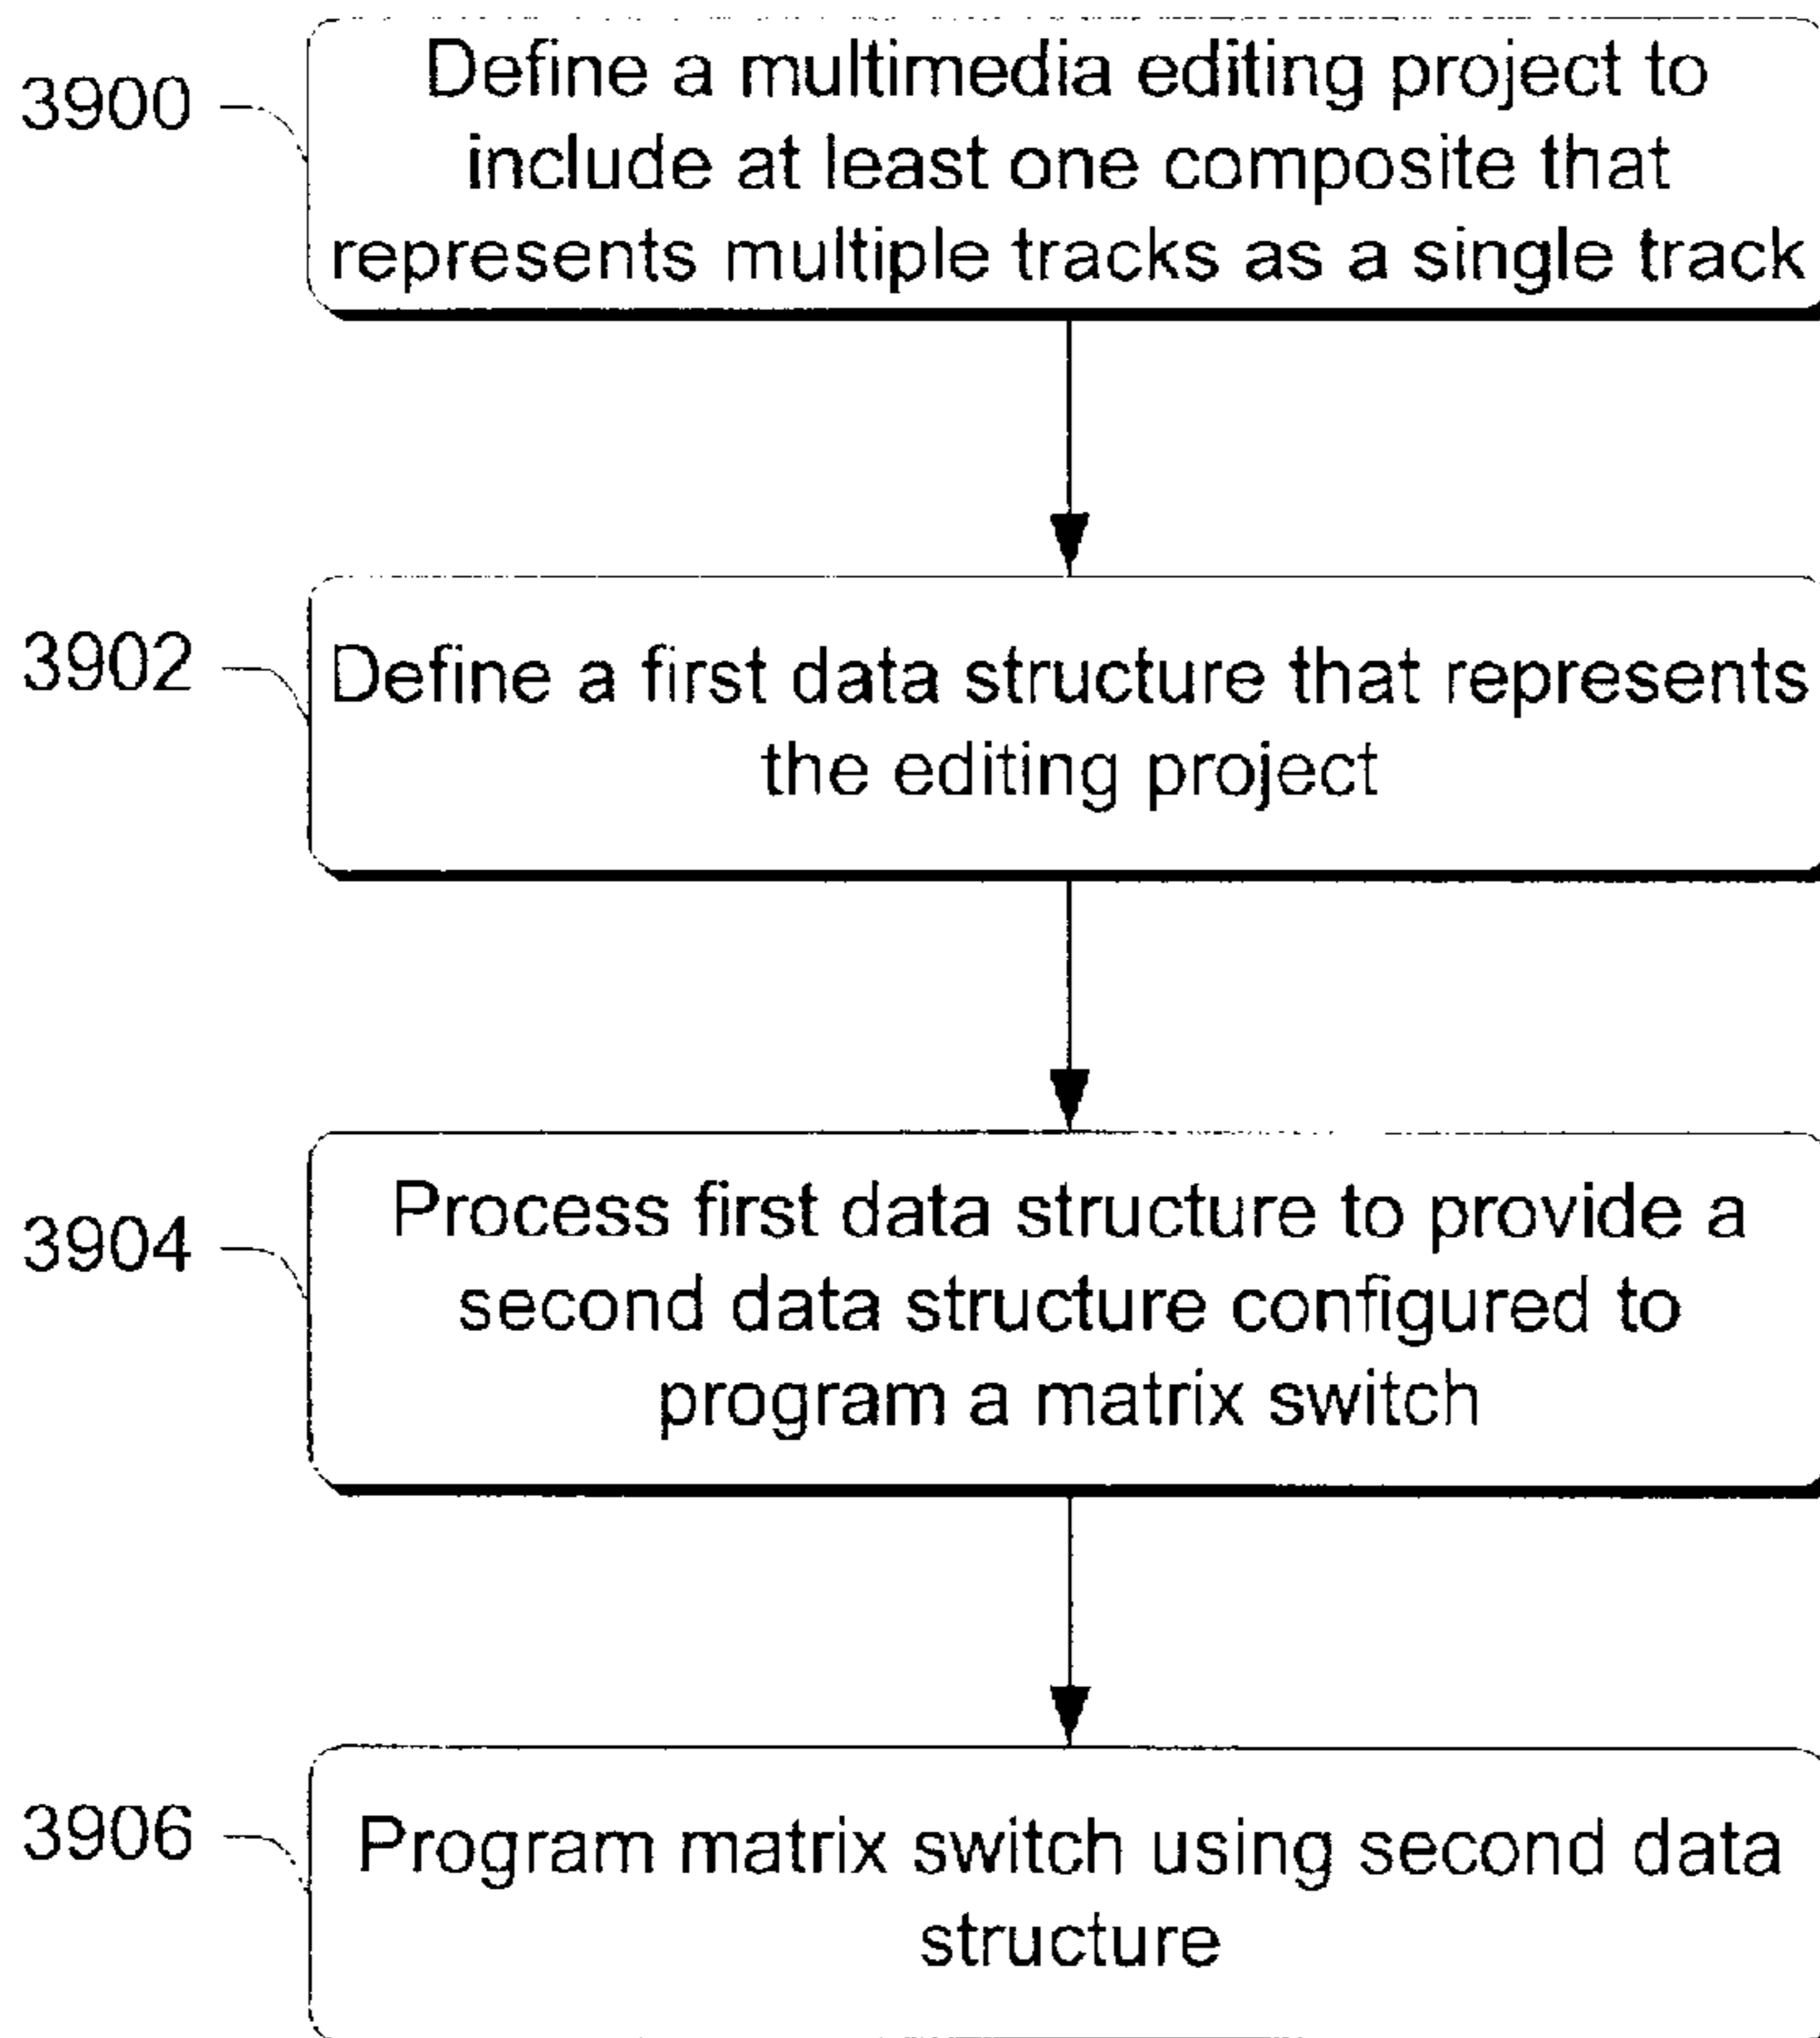 3900
Define a multimedia editing project to
include at least one composite that
represents multiple tracks as a single track
3902
Define a first data structure that represents
the editing project
3904
Process first data structure to provide a
second data structure configured to
program a matrix switch
3906
Program matrix switch using second data
structure